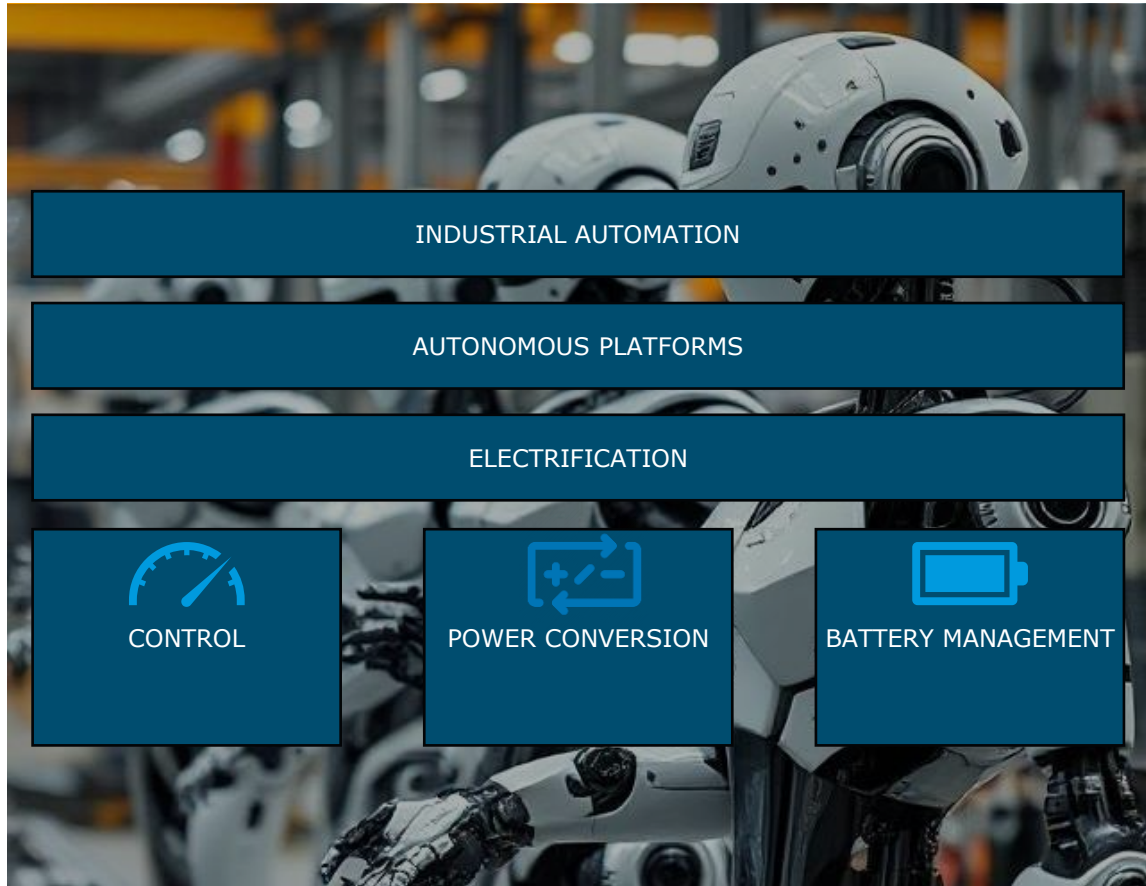 INDUSTRIAL AUTOMATION
AUTONOMOUS PLATFORMS
ELECTRIFICATION
CONTROL
POWER CONVERSION
BATTERY MANAGEMENT